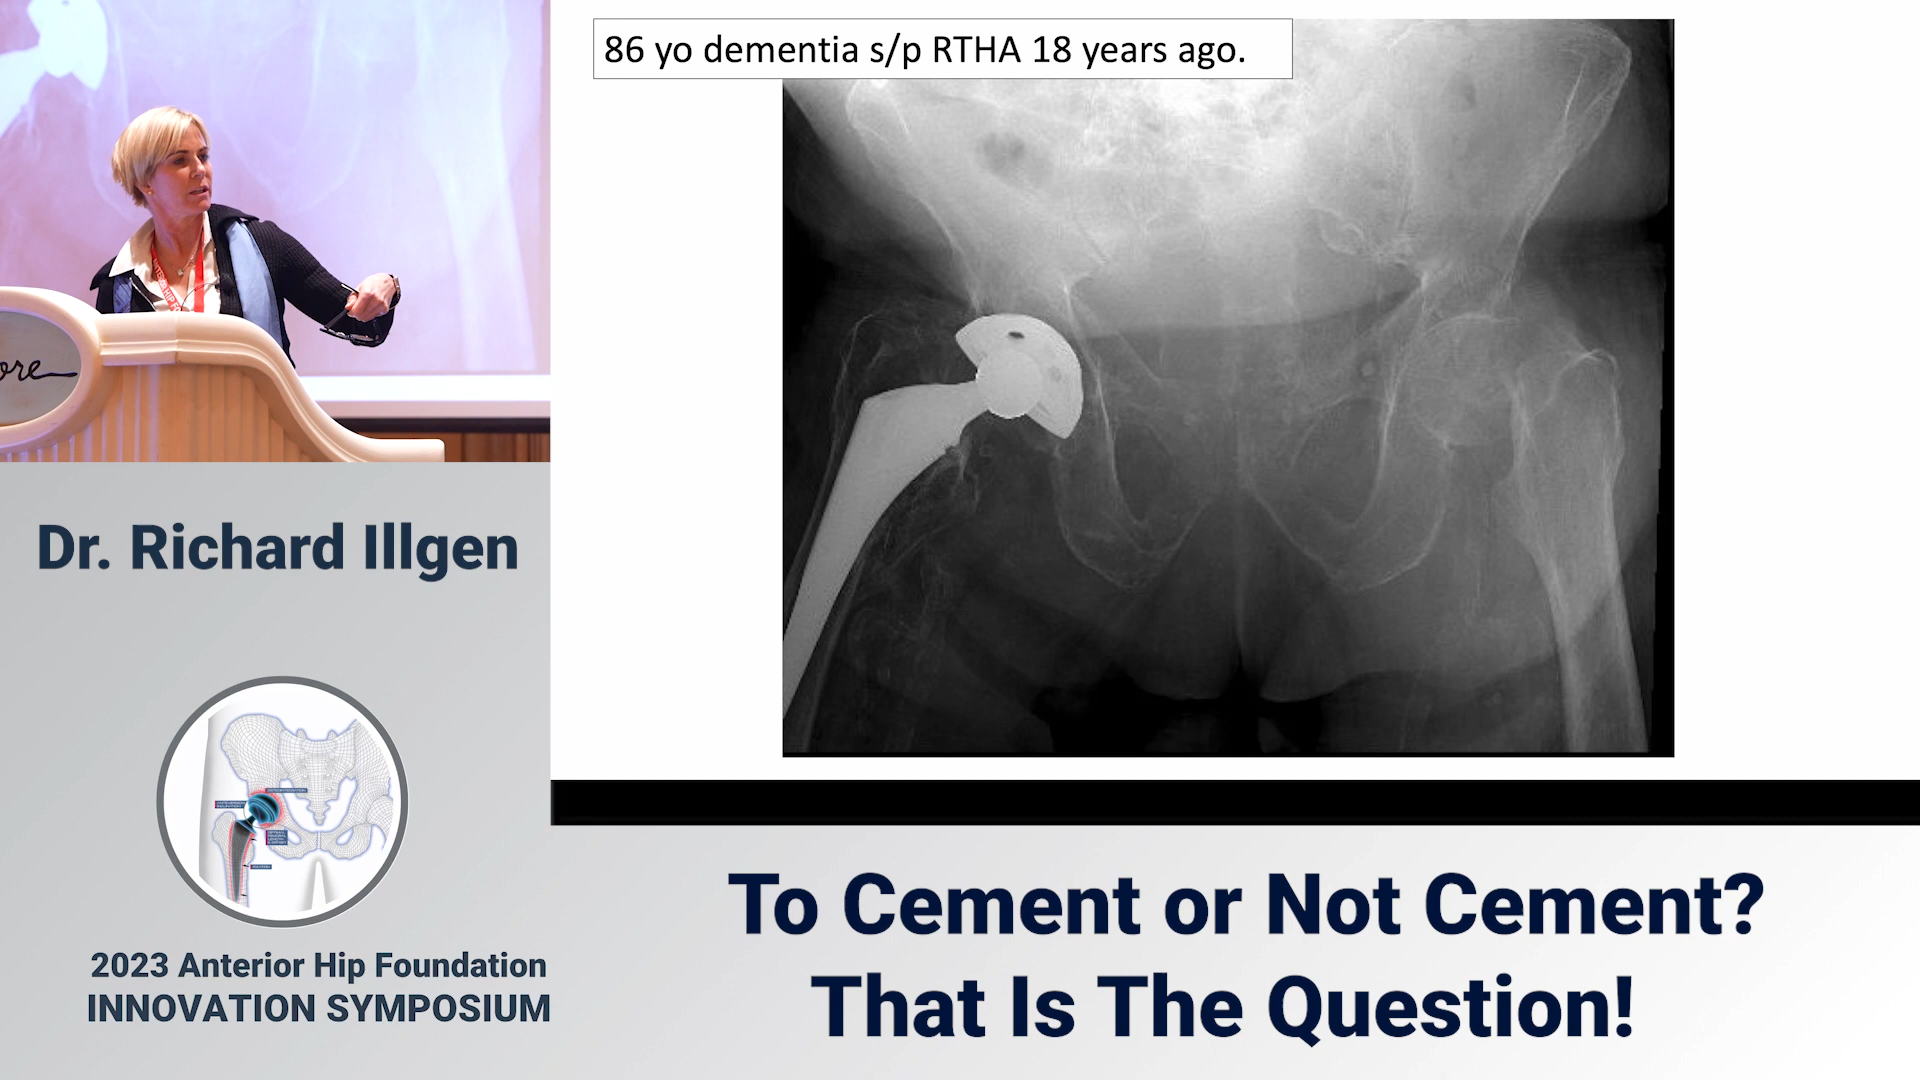 86 yo dementia s/p RTHA 18 years ago.
ore
Dr. Richard Illgen
2023 Anterior Hip Foundation
INNOVATION SYMPOSIUM
To Cement or Not Cement?
That Is The Question!